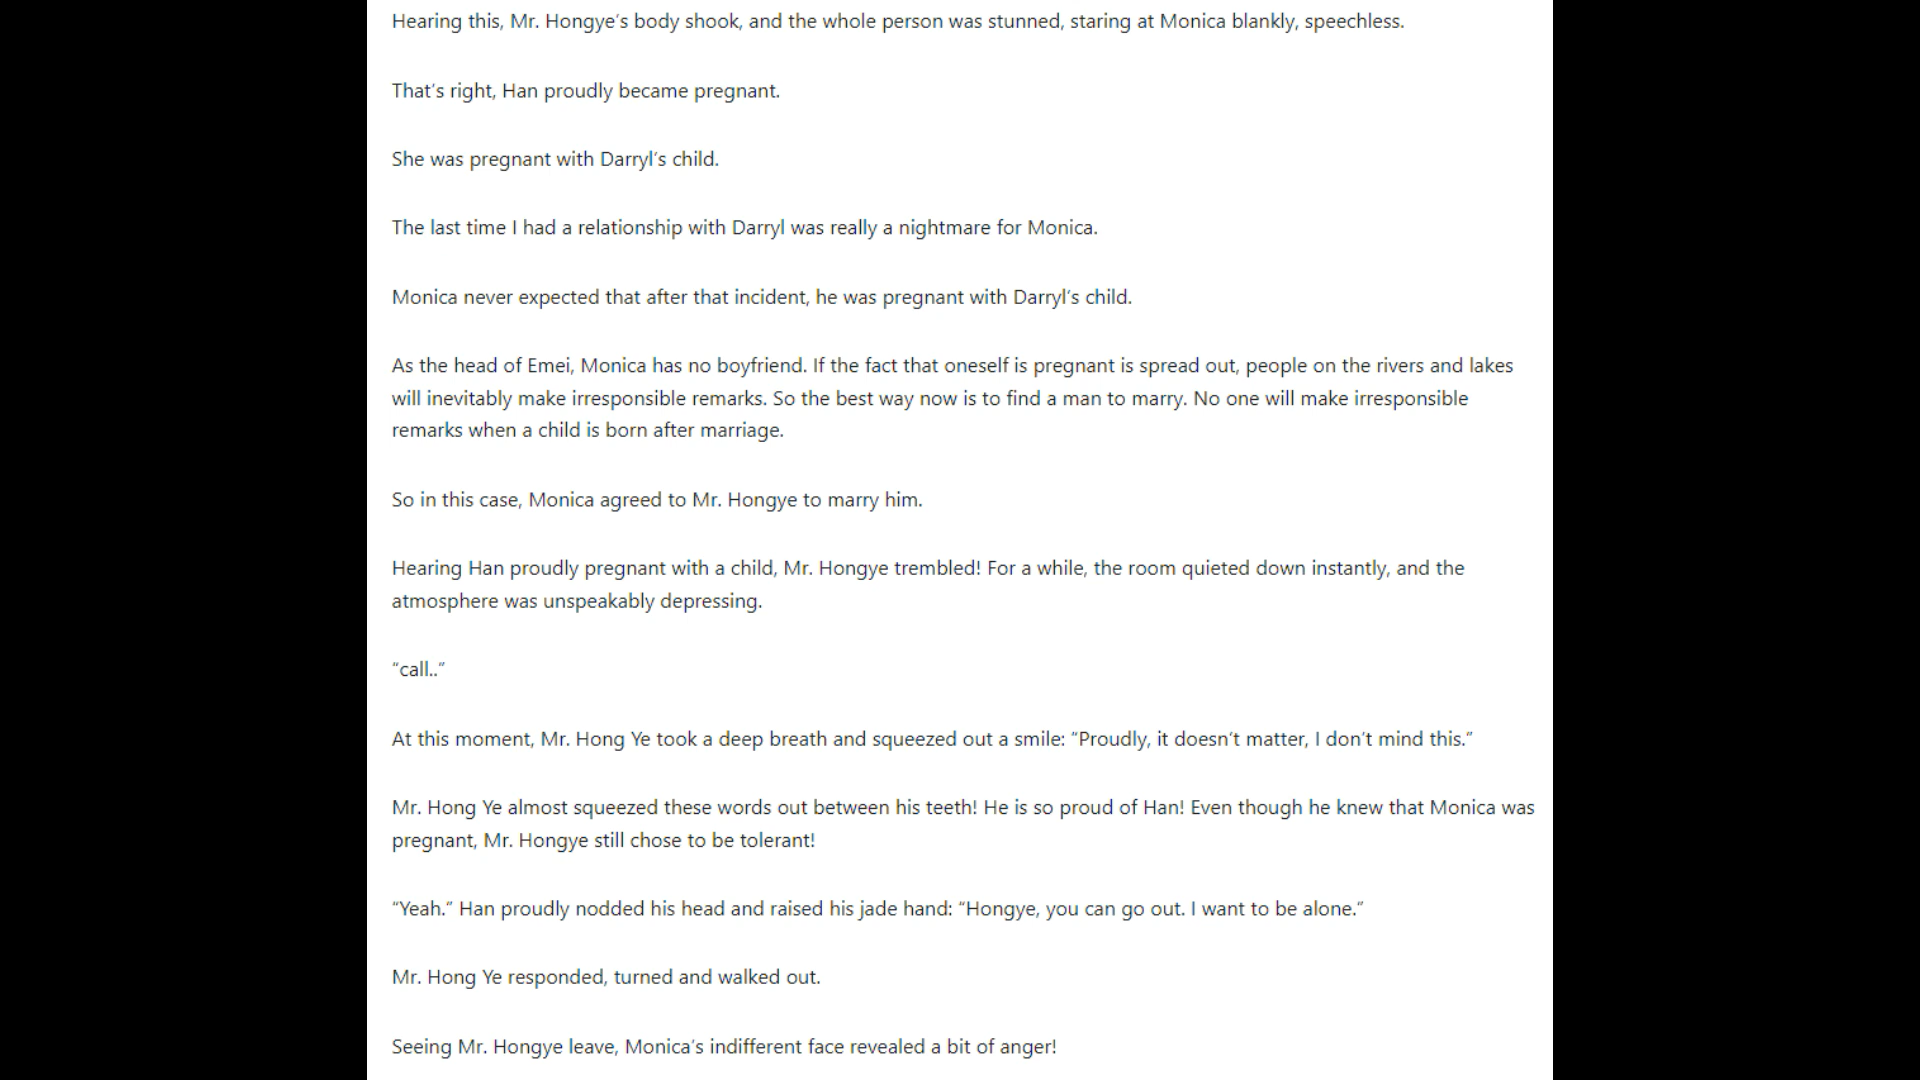 Hearing this, Mr. Hongye’s body shook, and the whole person was stunned, staring at Monica blankly, speechless.
That’s right, Han proudly became pregnant.
She was pregnant with Darryl’s child.
The last time I had a relationship with Darryl was really a nightmare for Monica.
Monica never expected that after that incident, he was pregnant with Darryl’s child.
As the head of Emei, Monica has no boyfriend. If the fact that oneself is pregnant is spread out, people on the rivers and lakes
will inevitably make irresponsible remarks. So the best way now is to find a man to marry. No one will make irresponsible
remarks when a child is born after marriage.
So in this case, Monica agreed to Mr. Hongye to marry him.
Hearing Han proudly pregnant with a child, Mr. Hongye trembled! For a while, the room quieted down instantly, and the
atmosphere was unspeakably depressing.
“call..”
At this moment, Mr. Hong Ye took a deep breath and squeezed out a smile: “Proudly, it doesn’t matter, I don’t mind this.”
Mr. Hong Ye almost squeezed these words out between his teeth! He is so proud of Han! Even though he knew that Monica was
pregnant, Mr. Hongye still chose to be tolerant!
“Yeah.” Han proudly nodded his head and raised his jade hand: “Hongye, you can go out. I want to be alone.”
Mr. Hong Ye responded, turned and walked out.
Seeing Mr. Hongye leave, Monica’s indifferent face revealed a bit of anger!